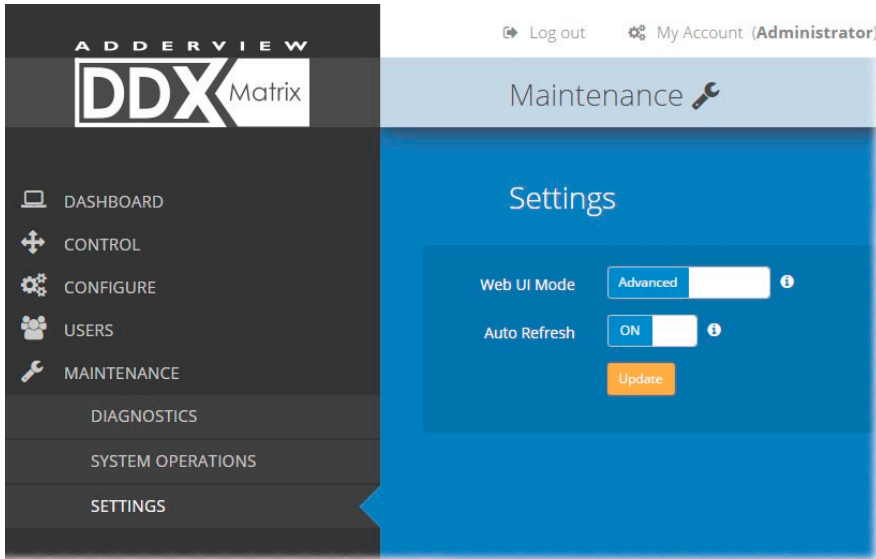 ADDERVIEW
DDX Matrix
Log out
My Account (Administrator)
Maintenance
DASHBOARD
CONTROL
CONFIGURE
USERS
MAINTENANCE
DIAGNOSTICS
SYSTEM OPERATIONS
SETTINGS
Settings
Web UI Mode Advanced
Auto Refresh ON
Update